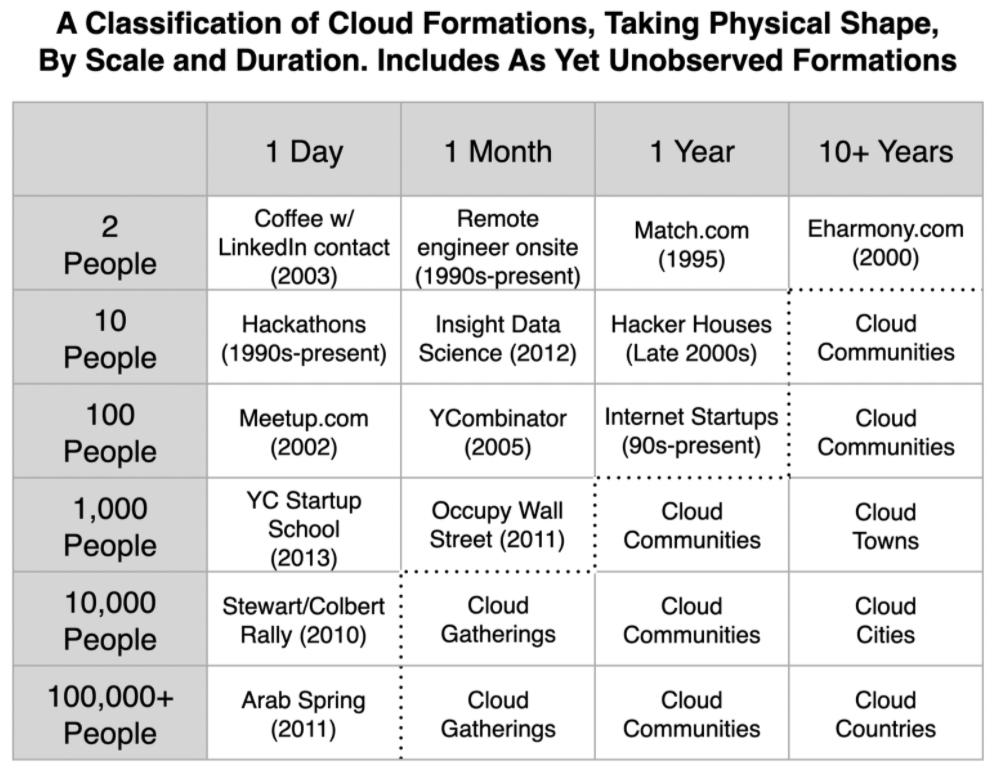 A Classification of Cloud Formations, Taking Physical Shape,
By Scale and Duration. Includes As Yet Unobserved Formations
1 Day
1 Month
1 Year
10+ Years
2
People
Coffee w/
LinkedIn contact
(2003)
Remote
engineer onsite
(1990s-present)
Match.com
(1995)
Eharmony.com
(2000)
10
People
Hackathons
(1990s-present)
Insight Data
Science (2012)
Hacker Houses
(Late 2000s)
Cloud
Communities
100
People
Meetup.com
(2002)
YCombinator
(2005)
Internet Startups
(90s-present)
Cloud
Communities
1,000
People
YC Startup
School
(2013)
Occupy Wall
Street (2011)
Cloud
Communities
Cloud
Towns
10,000
People
Stewart/Colbert
Rally (2010)
Cloud
Gatherings
Cloud
Communities
Cloud
Cities
100,000+
People
Arab Spring
(2011)
Cloud
Gatherings
Cloud
Communities
Cloud
Countries